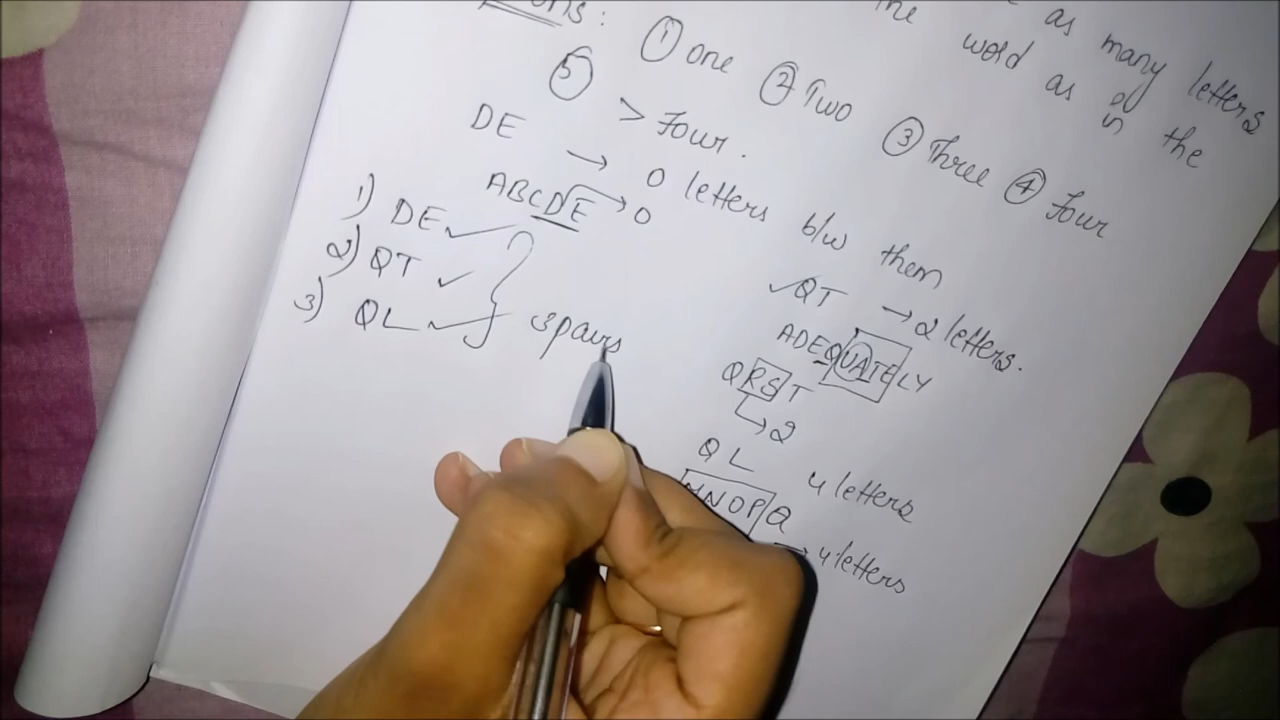 as many letters
the word as in the
ons: ① one ② Two ③ Three ④ Four
⑤ > Four.
DE → 0 letters b/w them
ABCDE → 0
1) DE ✓
2) QT ✓
3) QL ✓
3 pairs
✓ QT → 2 letters.
ADEQUATELY
QRST
↳ 2
QL 4 letters
MNOPQ
→ 4 letters